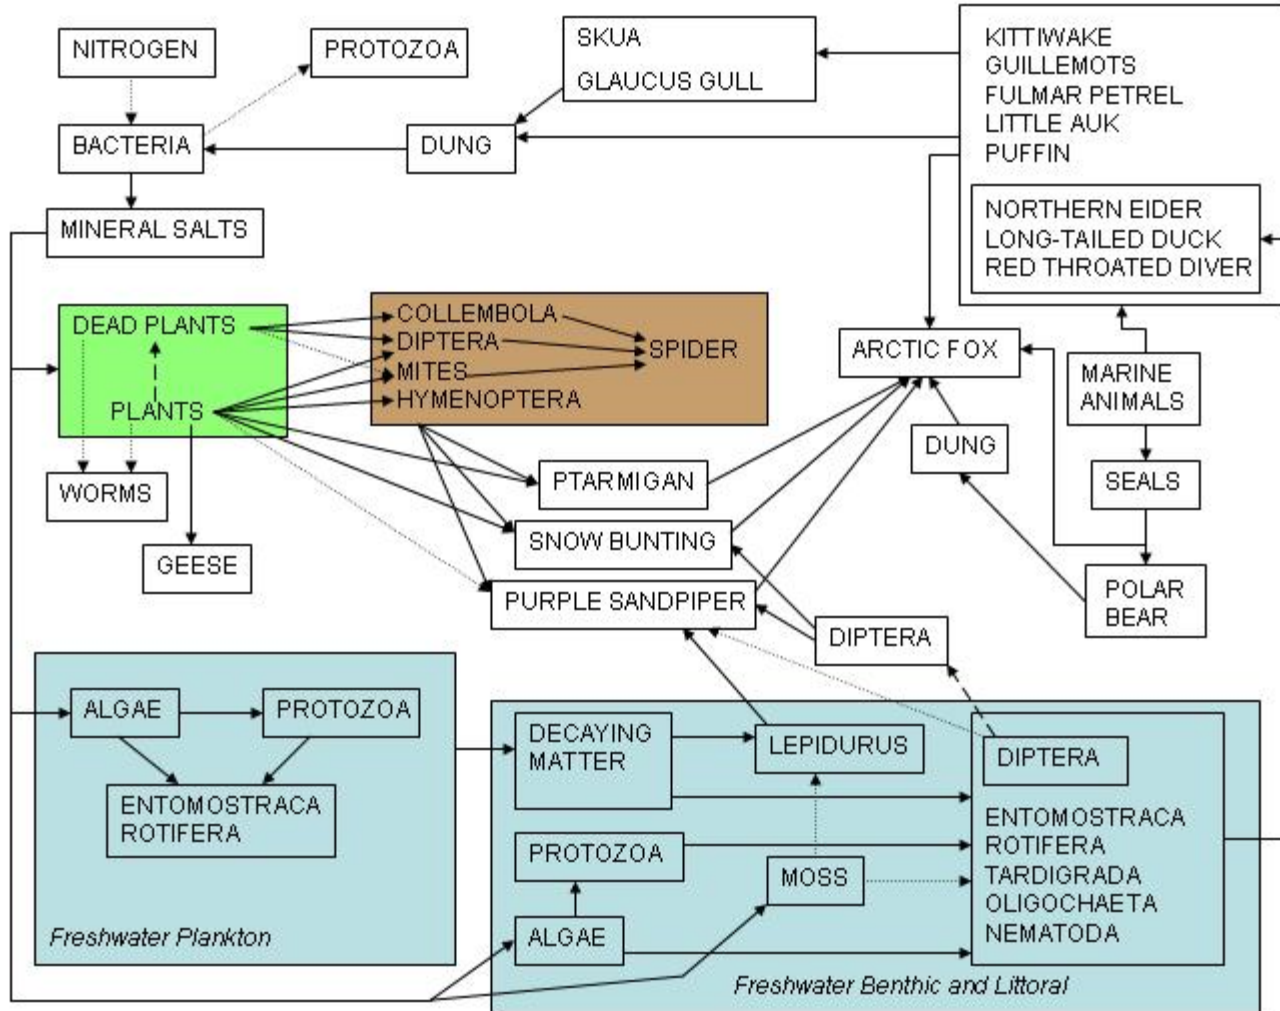 NITROGEN
PROTOZOA
SKUA
GLAUCUS GULL
KITTIWAKE
GUILLEMOTS
FULMAR PETREL
LITTLE AUK
PUFFIN
BACTERIA
DUNG
MINERAL SALTS
NORTHERN EIDER
LONG-TAILED DUCK
RED THROATED DIVER
DEAD PLANTS
PLANTS
COLLEMBOLA
DIPTERA
MITES
HYMENOPTERA
SPIDER
ARCTIC FOX
MARINE
ANIMALS
DUNG
SEALS
WORMS
PTARMIGAN
SNOW BUNTING
GEESE
PURPLE SANDPIPER
POLAR
BEAR
DIPTERA
ALGAE
PROTOZOA
ENTOMOSTRACA
ROTIFERA
Freshwater Plankton
DECAYING
MATTER
LEPIDURUS
DIPTERA
PROTOZOA
MOSS
ALGAE
ENTOMOSTRACA
ROTIFERA
TARDIGRADA
OLIGOCHAETA
NEMATODA
Freshwater Benthic and Littoral